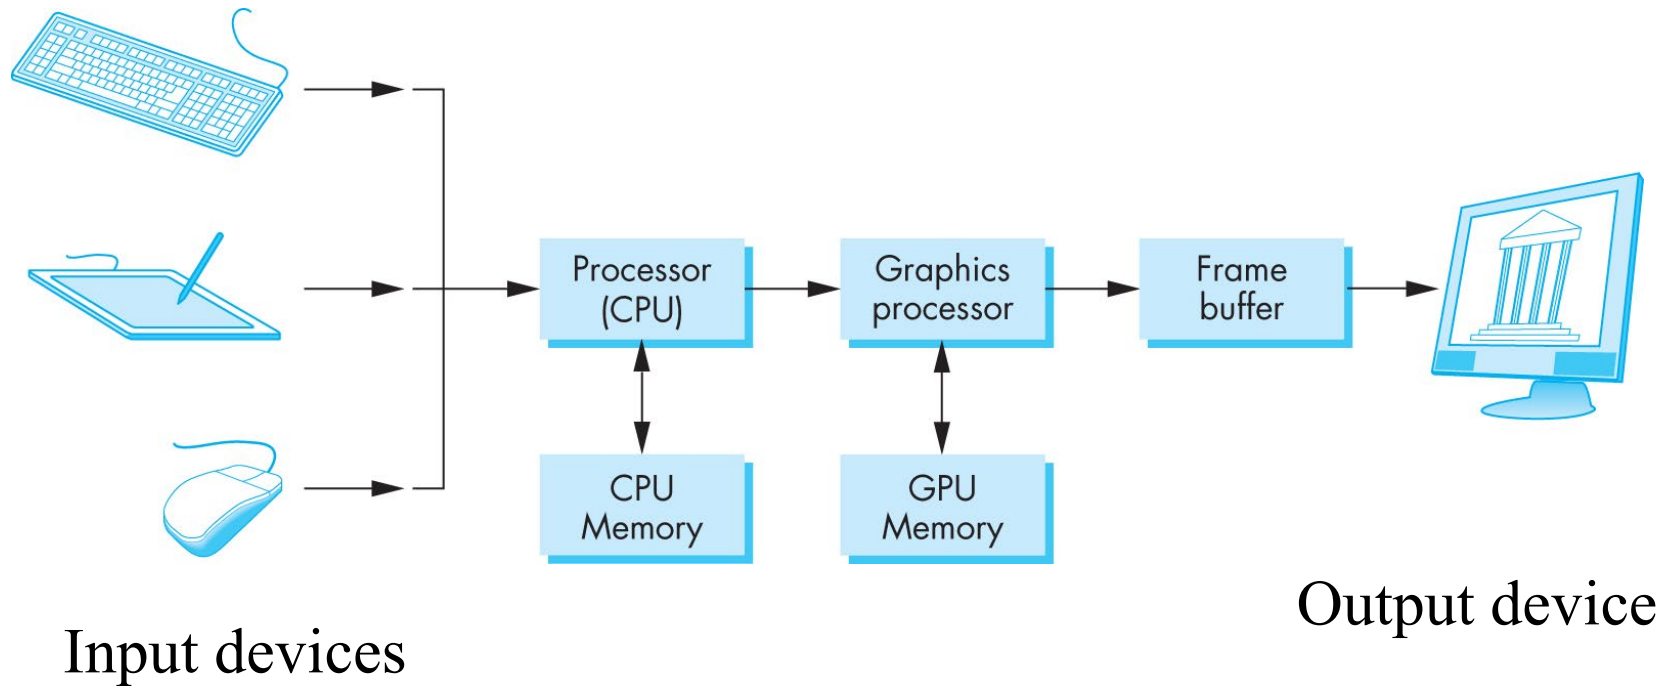 Processor
(CPU)
Graphics
processor
Frame
buffer
CPU
Memory
GPU
Memory
Output device
Input devices